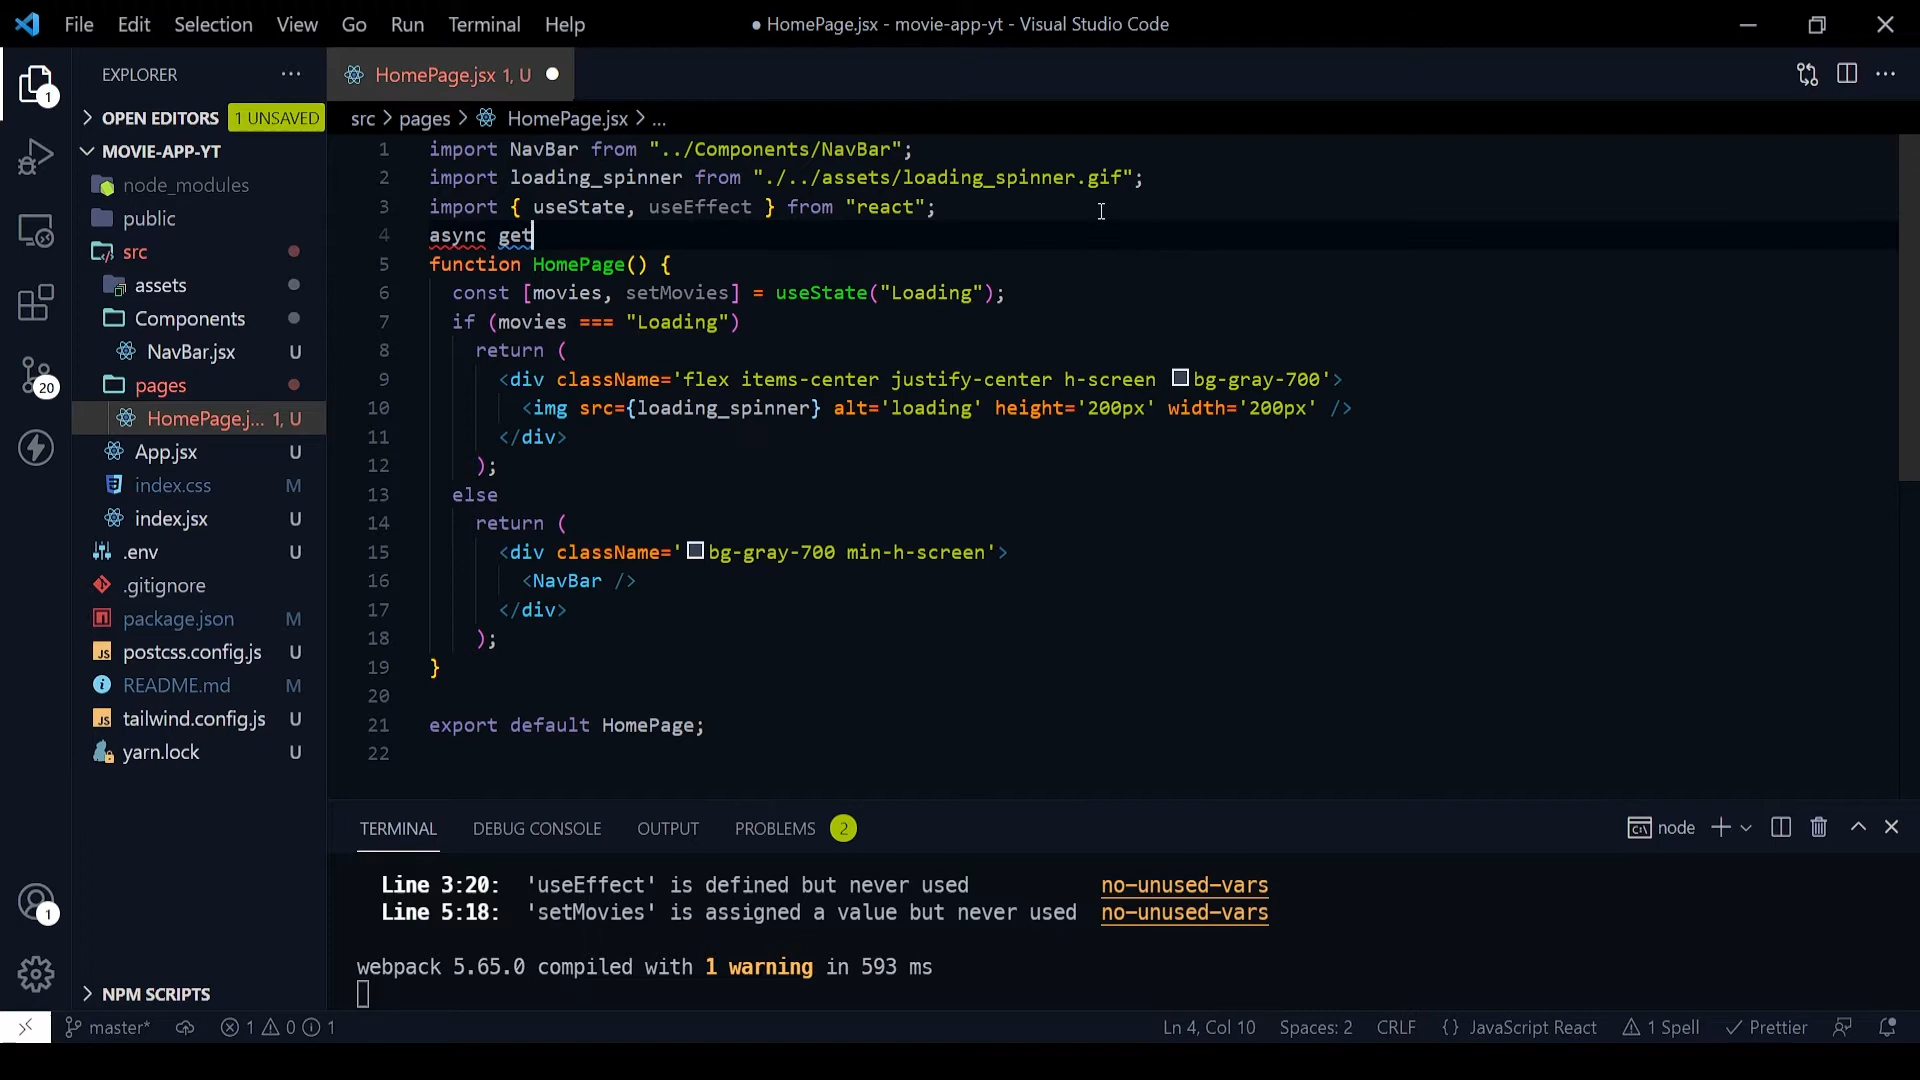 File Edit Selection View Go Run Terminal Help ● HomePage.jsx - movie-app-yt - Visual Studio Code
EXPLORER ···
HomePage.jsx 1, U
OPEN EDITORS 1 UNSAVED
src > pages > HomePage.jsx > ...
MOVIE-APP-YT
node_modules
public
src
assets
Components
NavBar.jsx U
pages
HomePage.j... 1, U
App.jsx U
index.css M
index.jsx U
.env U
.gitignore
package.json M
postcss.config.js U
README.md M
tailwind.config.js U
yarn.lock U
NPM SCRIPTS
1
20
1
1 import NavBar from "../Components/NavBar";
2 import loading_spinner from "./../assets/loading_spinner.gif";
3 import { useState, useEffect } from "react";
4 async get
5 function HomePage() {
6 const [movies, setMovies] = useState("Loading");
7 if (movies === "Loading")
8 return (
9 <div className='flex items-center justify-center h-screen bg-gray-700'>
10 <img src={loading_spinner} alt='loading' height='200px' width='200px' />
11 </div>
12 );
13 else
14 return (
15 <div className='bg-gray-700 min-h-screen'>
16 <NavBar />
17 </div>
18 );
19 }
20
21 export default HomePage;
22
TERMINAL DEBUG CONSOLE OUTPUT PROBLEMS 2 node
Line 3:20: 'useEffect' is defined but never used no-unused-vars
Line 5:18: 'setMovies' is assigned a value but never used no-unused-vars
webpack 5.65.0 compiled with 1 warning in 593 ms
master* 1 0 1 Ln 4, Col 10 Spaces: 2 CRLF {} JavaScript React 1 Spell Prettier